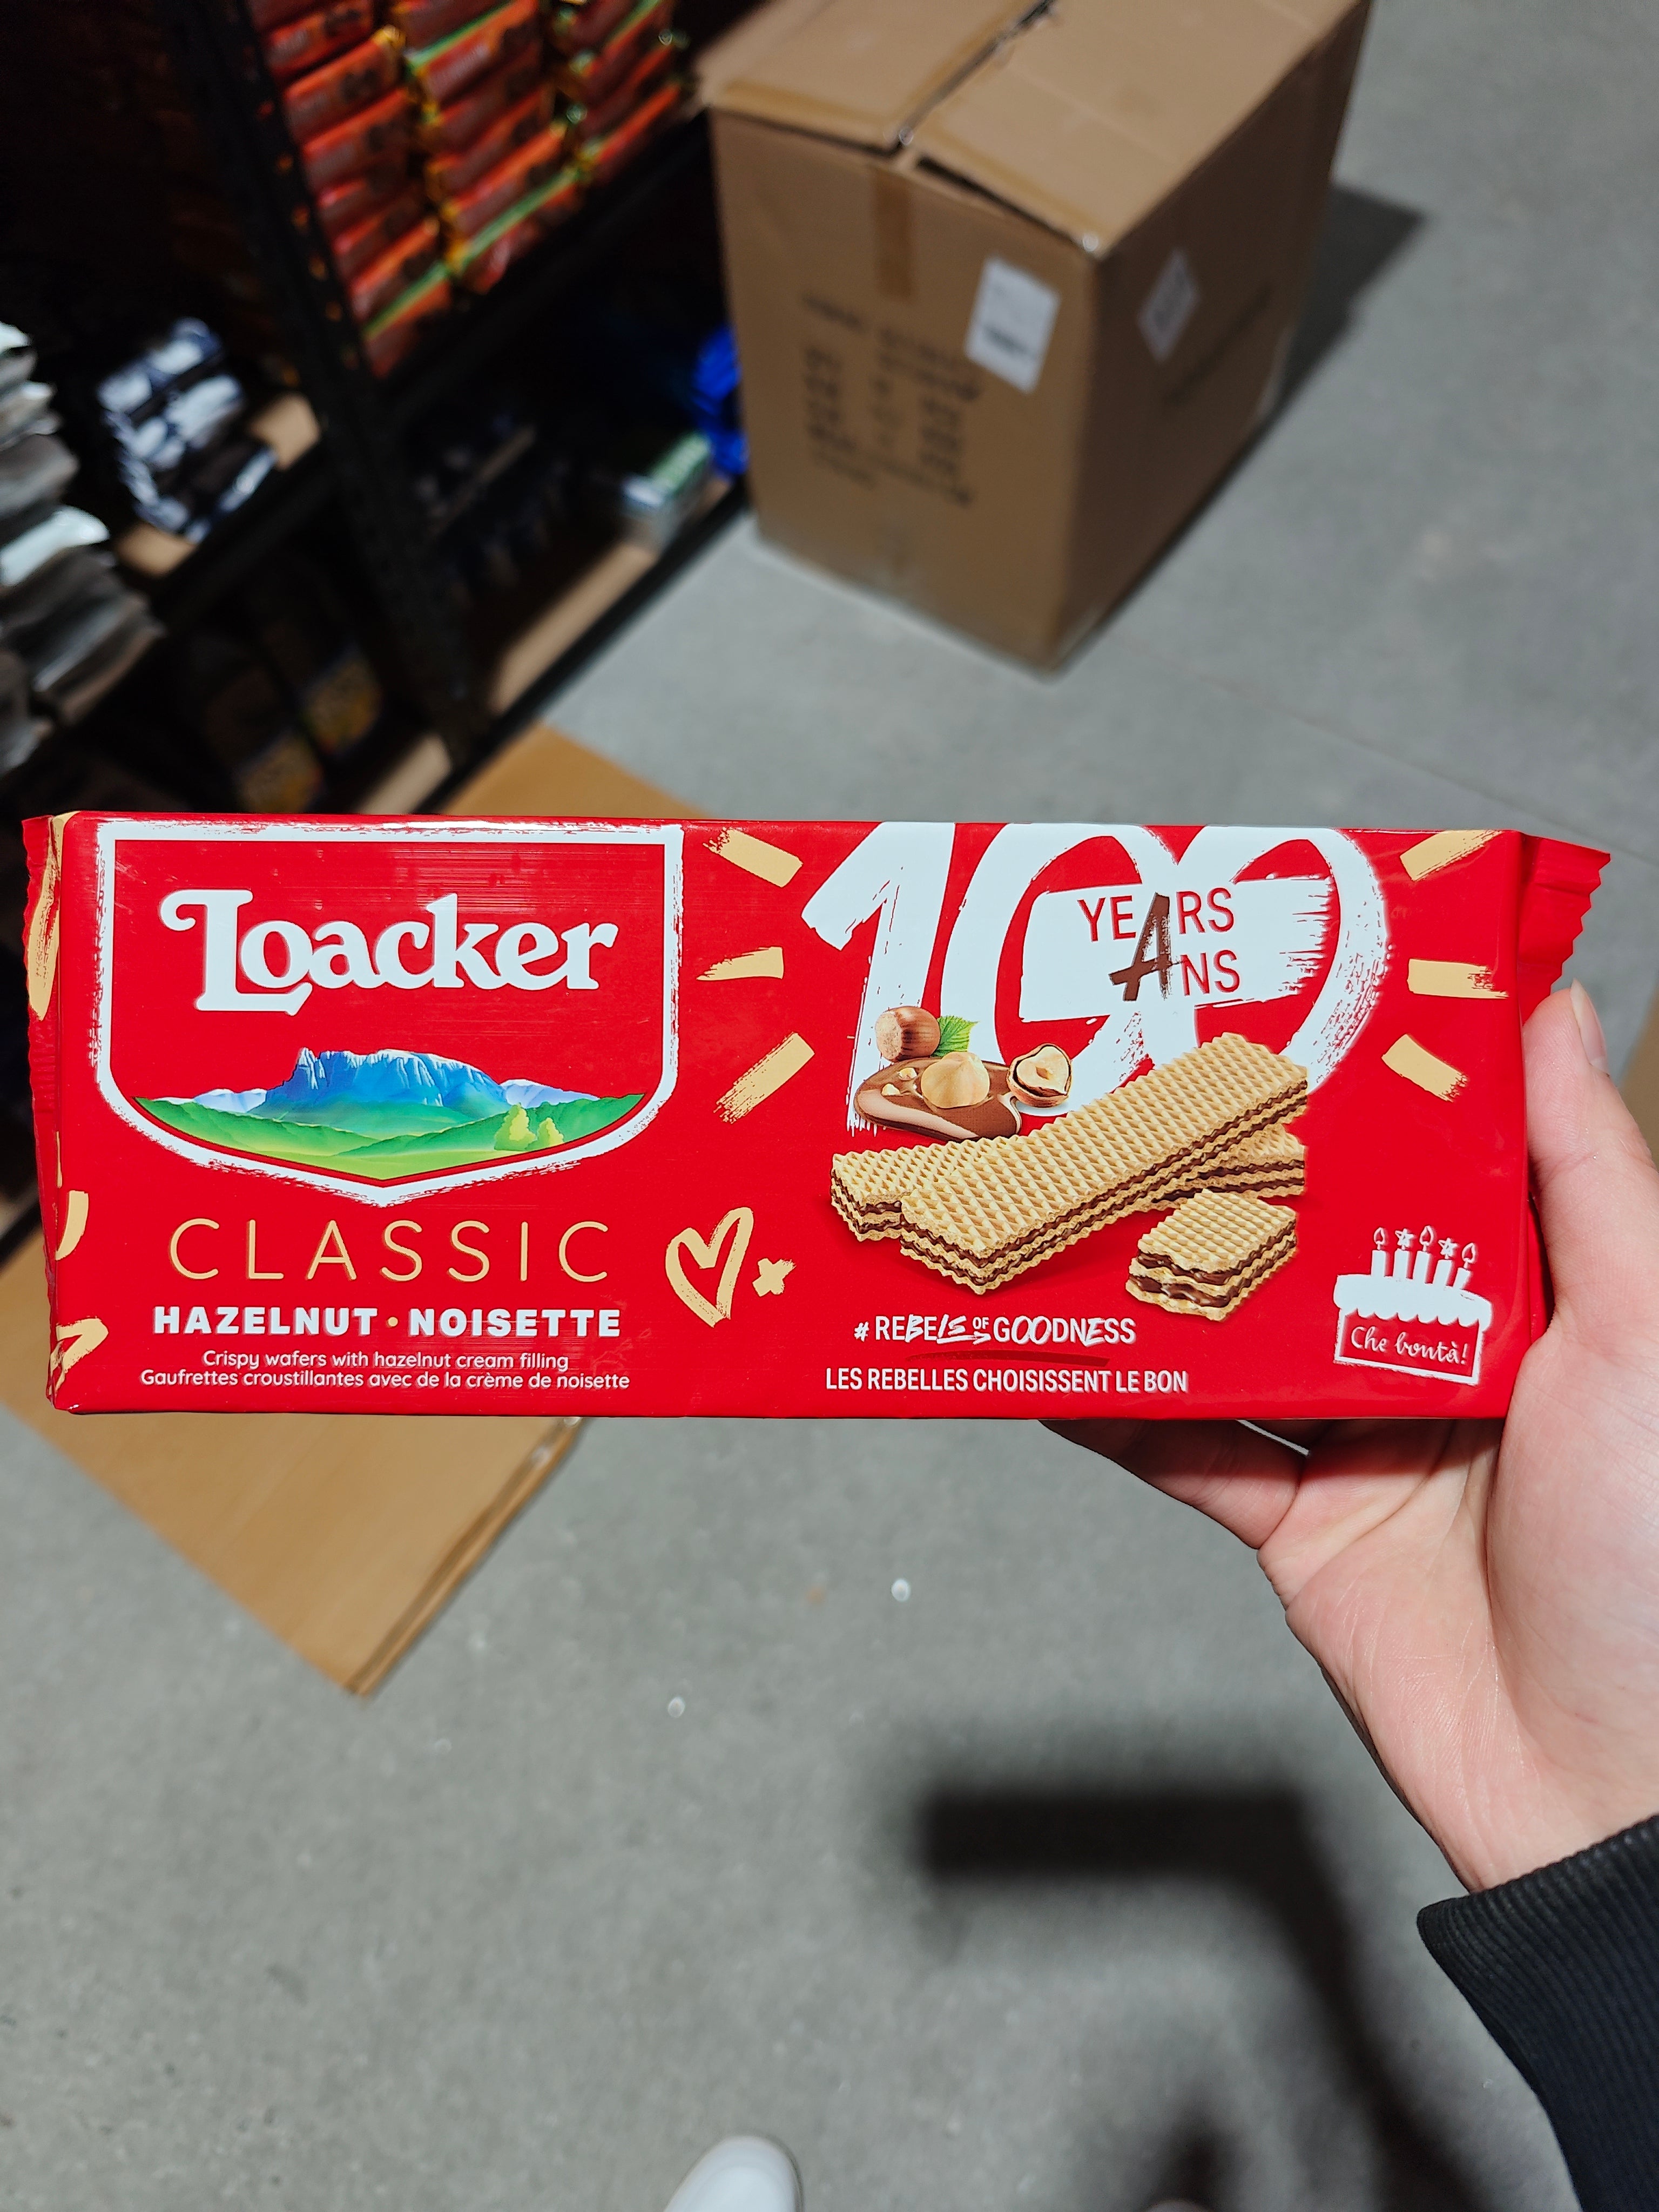 Loacker
CLASSIC
HAZELNUT • NOISETTE
Crispy wafers with hazelnut cream filling
Gaufrettes croustillantes avec de la crème de noisette
100
YEARS
ANS
# REBELS OF GOODNESS
LES REBELLES CHOISISSENT LE BON
Che bontà!